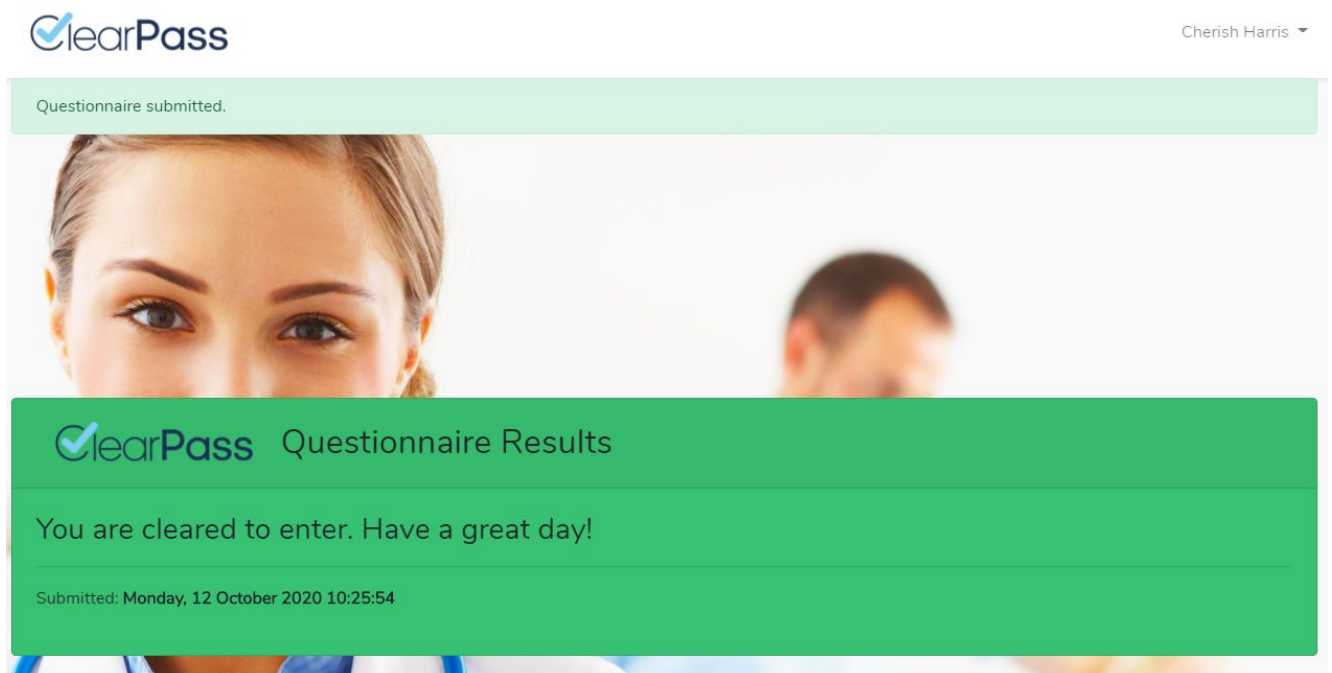 ClearPass
Cherish Harris
Questionnaire submitted.
ClearPass Questionnaire Results
You are cleared to enter. Have a great day!
Submitted: Monday, 12 October 2020 10:25:54